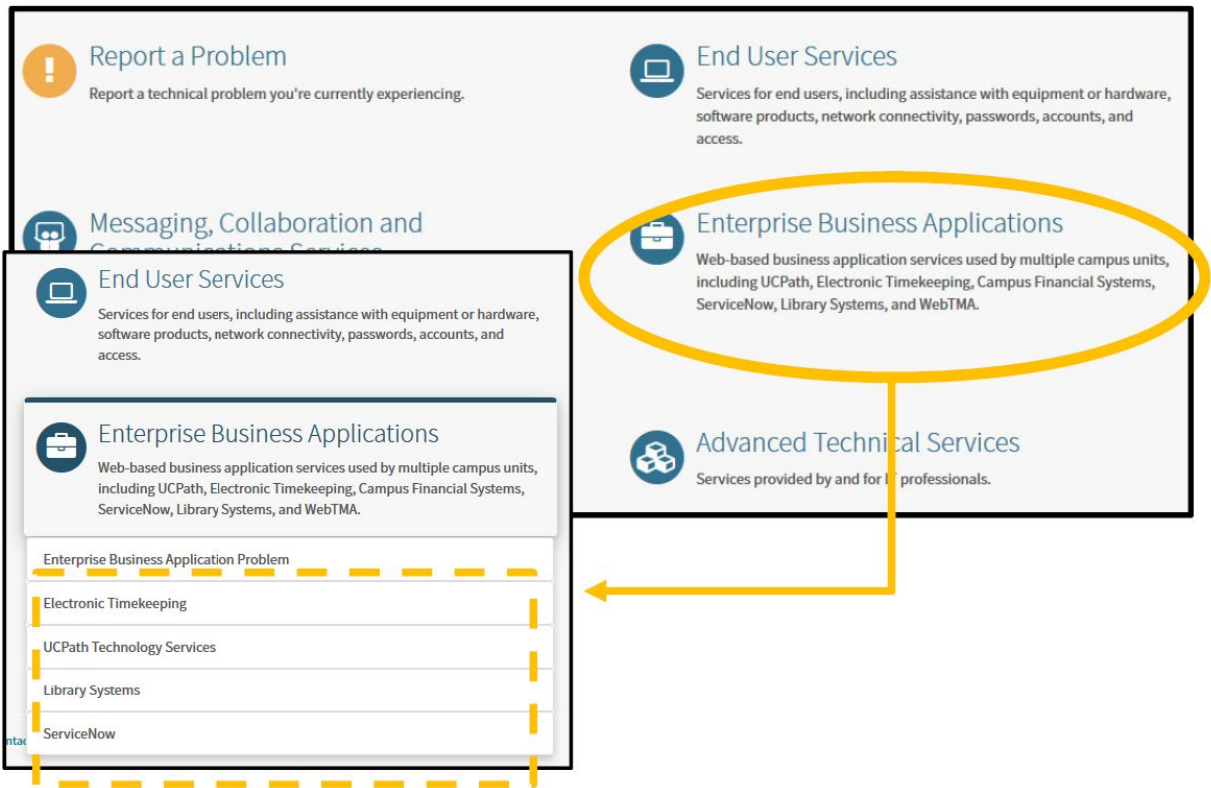 Report a Problem
Report a technical problem you're currently experiencing.
End User Services
Services for end users, including assistance with equipment or hardware,
software products, network connectivity, passwords, accounts, and
access.
Messaging, Collaboration and
Communications Services
Enterprise Business Applications
Web-based business application services used by multiple campus units,
including UCPath, Electronic Timekeeping, Campus Financial Systems,
ServiceNow, Library Systems, and WebTMA.
Advanced Technical Services
Services provided by and for IT professionals.
End User Services
Services for end users, including assistance with equipment or hardware,
software products, network connectivity, passwords, accounts, and
access.
Enterprise Business Applications
Web-based business application services used by multiple campus units,
including UCPath, Electronic Timekeeping, Campus Financial Systems,
ServiceNow, Library Systems, and WebTMA.
Enterprise Business Application Problem
Electronic Timekeeping
UCPath Technology Services
Library Systems
ServiceNow